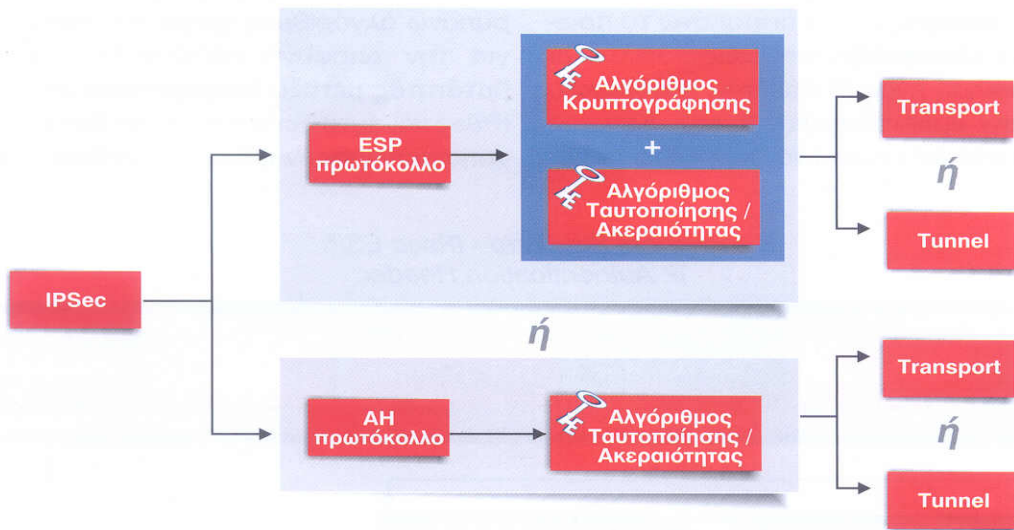 Αλγόριθμος
Κρυπτογράφησης
+
Αλγόριθμος
Ταυτοποίησης /
Ακεραιότητας
ESP
πρωτόκολλο
Transport
ή
Tunnel
IPSec
ή
AH
πρωτόκολλο
Αλγόριθμος
Ταυτοποίησης /
Ακεραιότητας
Transport
ή
Tunnel